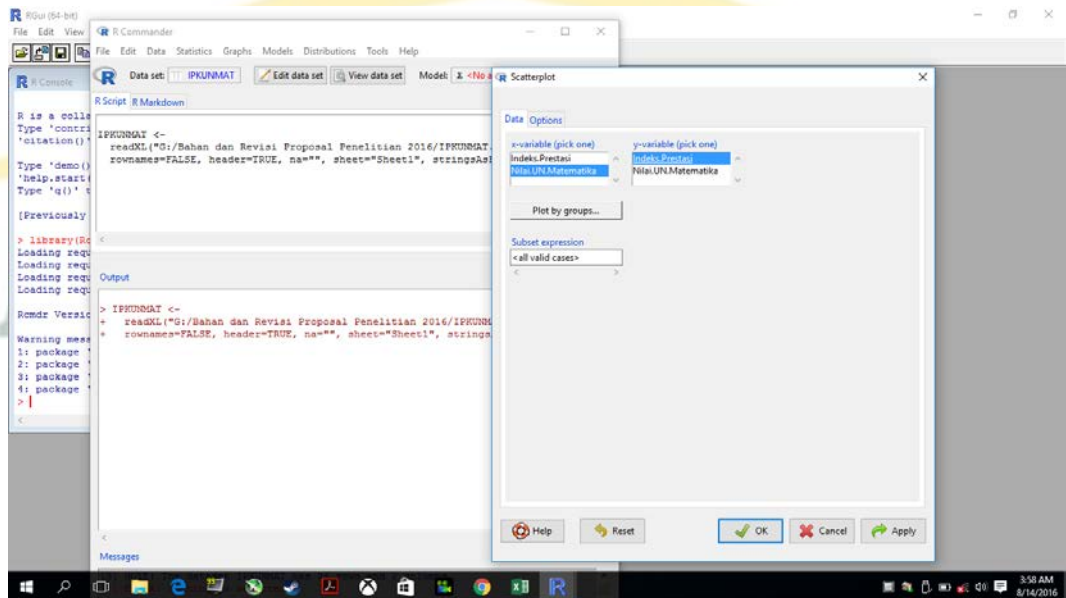 RGui (64-bit)
File Edit View
R Console
R is a colla
Type 'contri
'citation()'
Type 'demo()
'help.start(
Type 'q()' t
[Previously
> library(Rc
Loading requ
Loading requ
Loading requ
Loading requ
Rcmdr Versic
Warning mess
1: package '
2: package '
3: package '
4: package '
>
R Commander
File Edit Data Statistics Graphs Models Distributions Tools Help
Data set: IPKUNMAT Edit data set View data set Model: Σ <No a
R Script R Markdown
IPKUNMAT <-
readXL("G:/Bahan dan Revisi Proposal Penelitian 2016/IPKUNMAT.
rownames=FALSE, header=TRUE, na="", sheet="Sheet1", stringsAsF
Output
> IPKUNMAT <-
+ readXL("G:/Bahan dan Revisi Proposal Penelitian 2016/IPKUNM
+ rownames=FALSE, header=TRUE, na="", sheet="Sheet1", strings
Messages
Scatterplot
Data Options
x-variable (pick one) y-variable (pick one)
Indeks.Prestasi Indeks.Prestasi
Nilai.UN.Matematika Nilai.UN.Matematika
Plot by groups...
Subset expression
<all valid cases>
Help Reset OK Cancel Apply
3:58 AM
8/14/2016